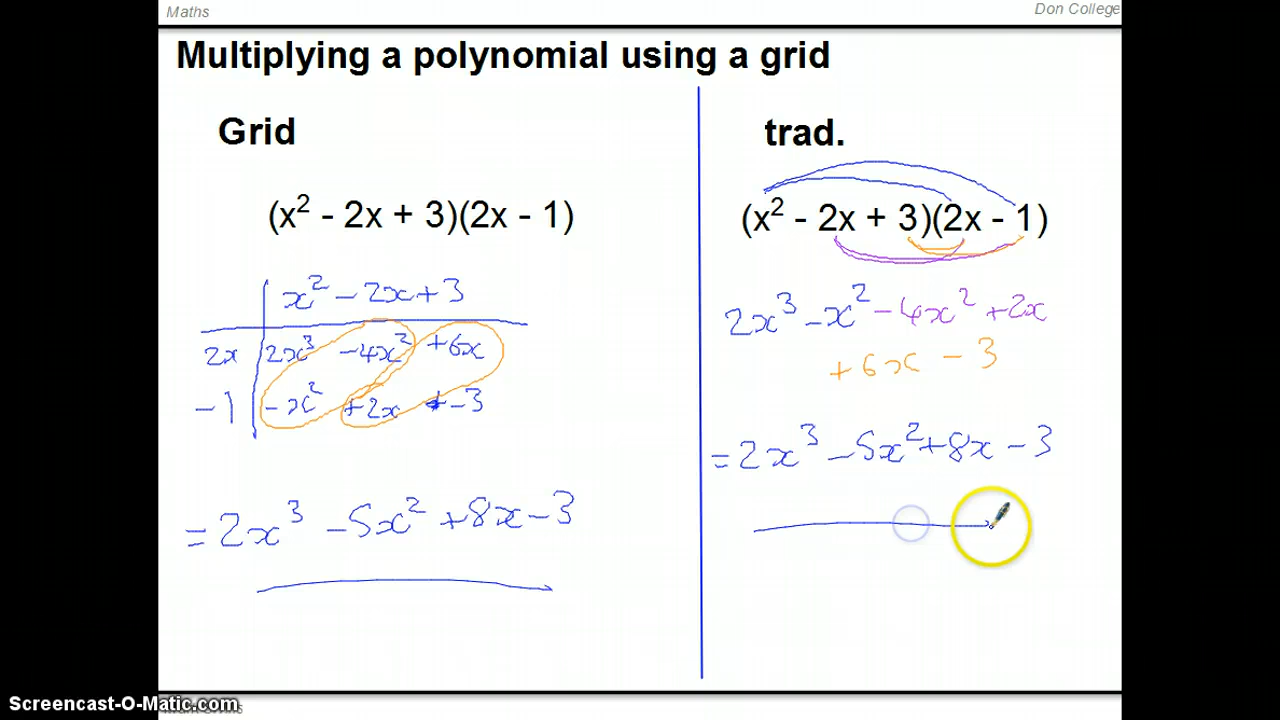 Maths
Don College
Multiplying a polynomial using a grid
Grid
(x² - 2x + 3)(2x - 1)
x² - 2x + 3
2x 2x³ -4x² +6x
-1 -x² +2x + -3
= 2x³ - 5x² + 8x - 3
trad.
(x² - 2x + 3)(2x - 1)
2x³ - x² - 4x² + 2x
+ 6x - 3
= 2x³ - 5x² + 8x - 3
Screencast-O-Matic.com